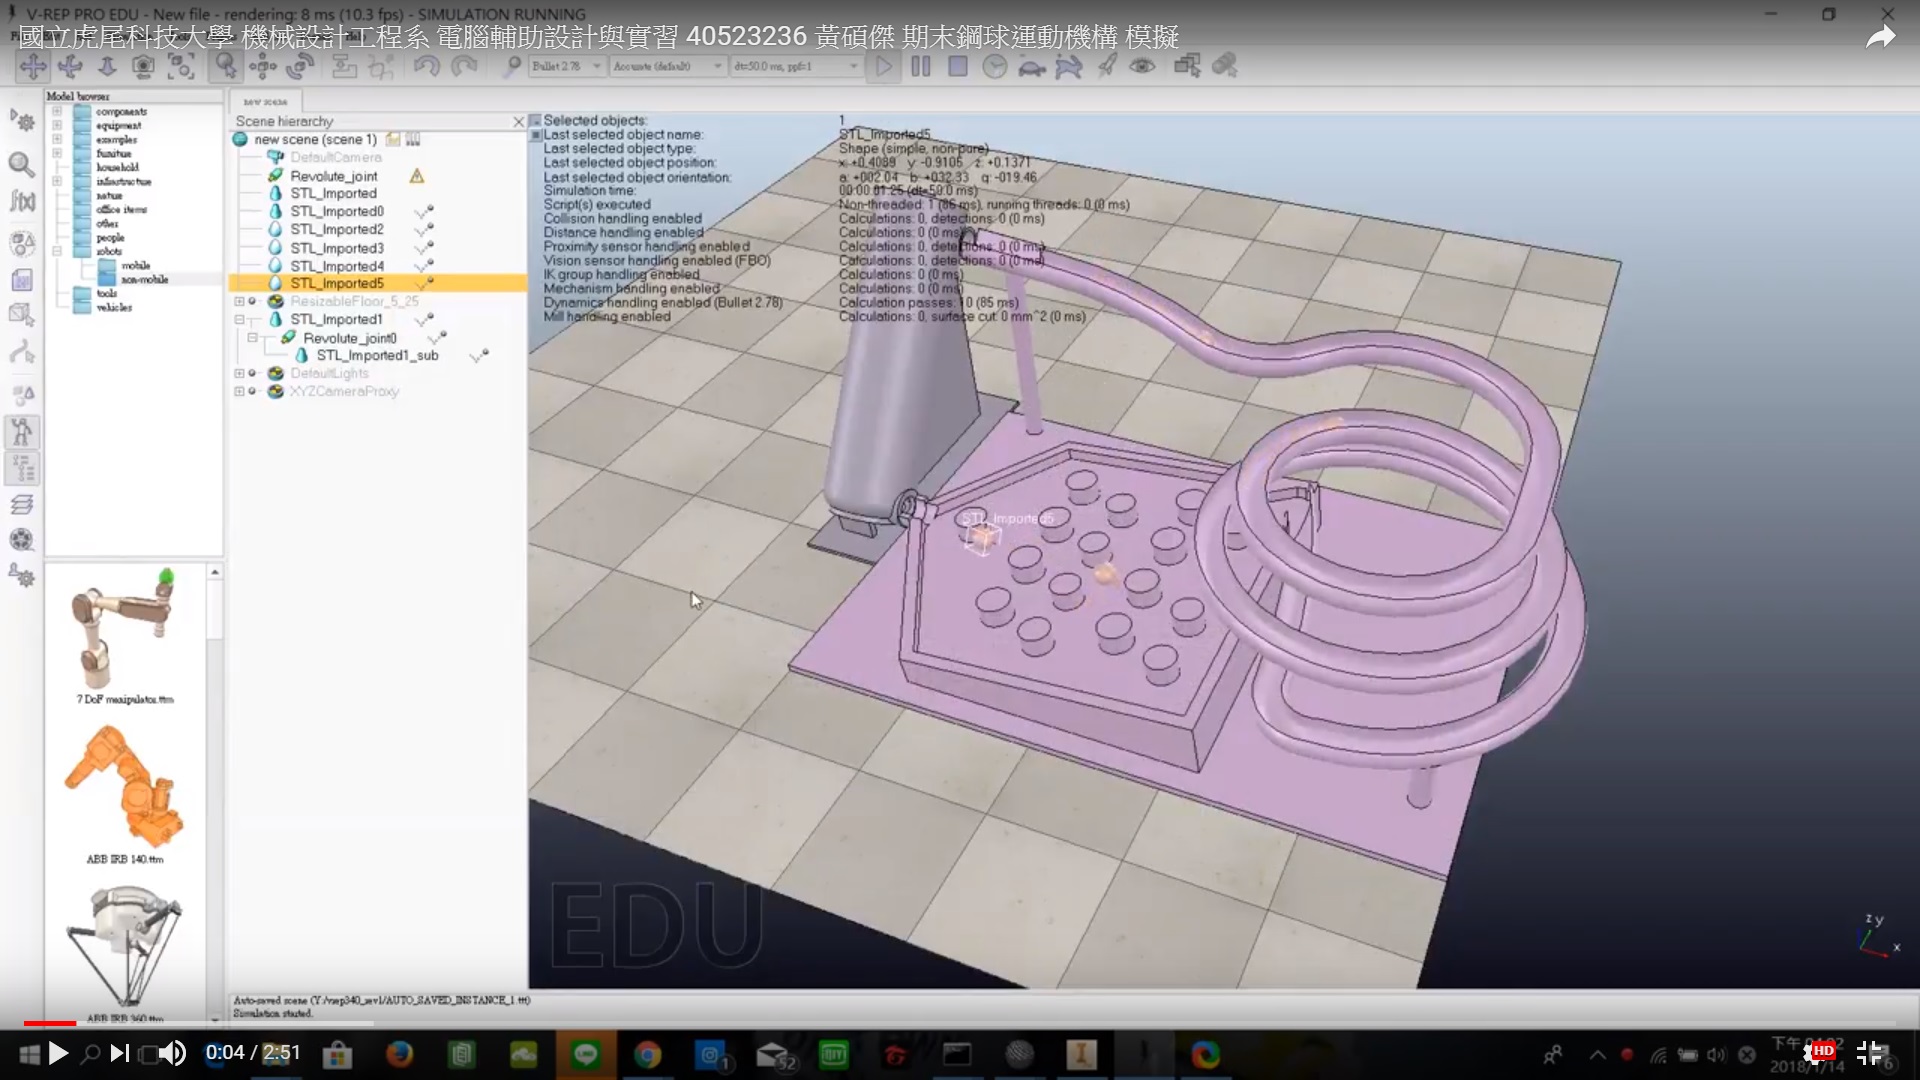 V-REP PRO EDU - New file - rendering: 8 ms (10.3 fps) - SIMULATION RUNNING
國立虎尾科技大學 機械設計工程系 電腦輔助設計與實習 40523236 黃碩傑 期末鋼球運動機構 模擬
Bullet 2.78
Accurate (default)
dt=50.0 ms, ppf=1
Model browser
components
equipment
examples
furniture
household
infrastructure
nature
office items
other
people
robots
mobile
non-mobile
tools
vehicles
7 DoF manipulator.ttm
ABB IRB 140.ttm
ABB IRB 360.ttm
new scene
Scene hierarchy
new scene (scene 1)
DefaultCamera
Revolute_joint
STL_Imported
STL_Imported0
STL_Imported2
STL_Imported3
STL_Imported4
STL_Imported5
ResizableFloor_5_25
STL_Imported1
Revolute_joint0
STL_Imported1_sub
DefaultLights
XYZCameraProxy
Selected objects: 1
Last selected object name: STL_Imported5
Last selected object type: Shape (simple, non-pure)
Last selected object position: x: +0.4089 y: -0.9105 z: +0.1371
Last selected object orientation: a: +002.04 b: +032.33 g: -019.46
Simulation time: 00:00:01.25 (dt=50.0 ms)
Script(s) executed Non-threaded: 1 (86 ms), running threads: 0 (0 ms)
Collision handling enabled Calculations: 0, detections: 0 (0 ms)
Distance handling enabled Calculations: 0 (0 ms)
Proximity sensor handling enabled Calculations: 0, detections: 0 (0 ms)
Vision sensor handling enabled (FBO) Calculations: 0, detections: 0 (0 ms)
IK group handling enabled Calculations: 0 (0 ms)
Mechanism handling enabled Calculations: 0 (0 ms)
Dynamics handling enabled (Bullet 2.78) Calculation passes: 10 (85 ms)
Mill handling enabled Calculations: 0, surface cut: 0 mm^2 (0 ms)
STL_Imported5
EDU
z y
x
Auto-saved scene (Y:/vrep340_rev1/AUTO_SAVED_INSTANCE_1.ttt)
Simulation started.
0:04 / 2:51
1
52
HD
2018/1/14
6